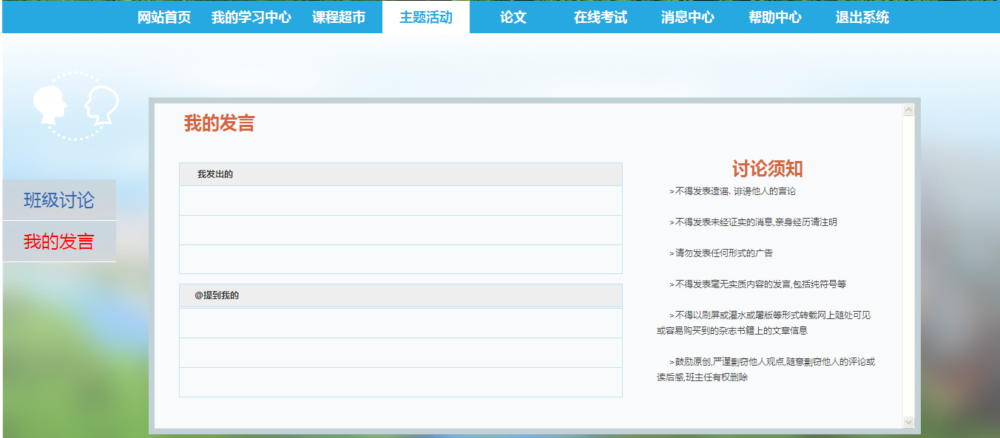 网站首页 我的学习中心 课程超市 主题活动 论文 在线考试 消息中心 帮助中心 退出系统
班级讨论
我的发言
我的发言
我发出的
@提到我的
讨论须知
>不得发表造谣. 诽谤他人的言论
>不得发表未经证实的消息,亲身经历请注明
>请勿发表任何形式的广告
>不得发表毫无实质内容的发言,包括纯符号等
>不得以刷屏或灌水或屠版等形式转载网上随处可见
或容易购买到的杂志书籍上的文章信息
>鼓励原创,严谨剽窃他人观点,随意剽窃他人的评论或
读后感,班主任有权删除